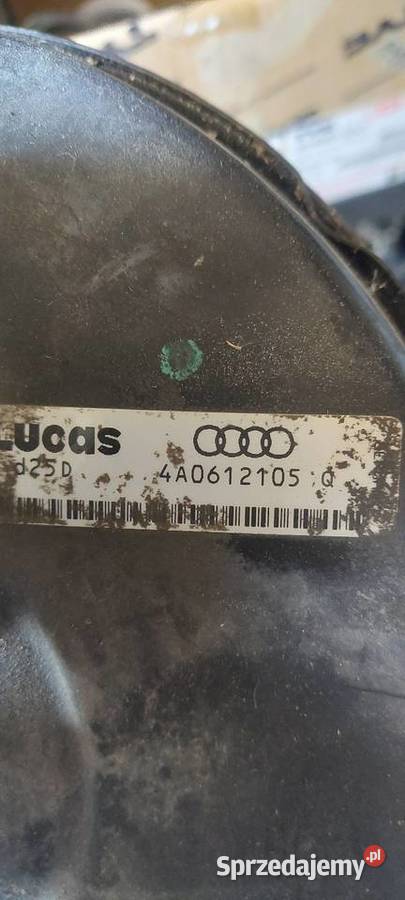 Lucas
d25D 4A0612105 Q
Sprzedajemy.pl